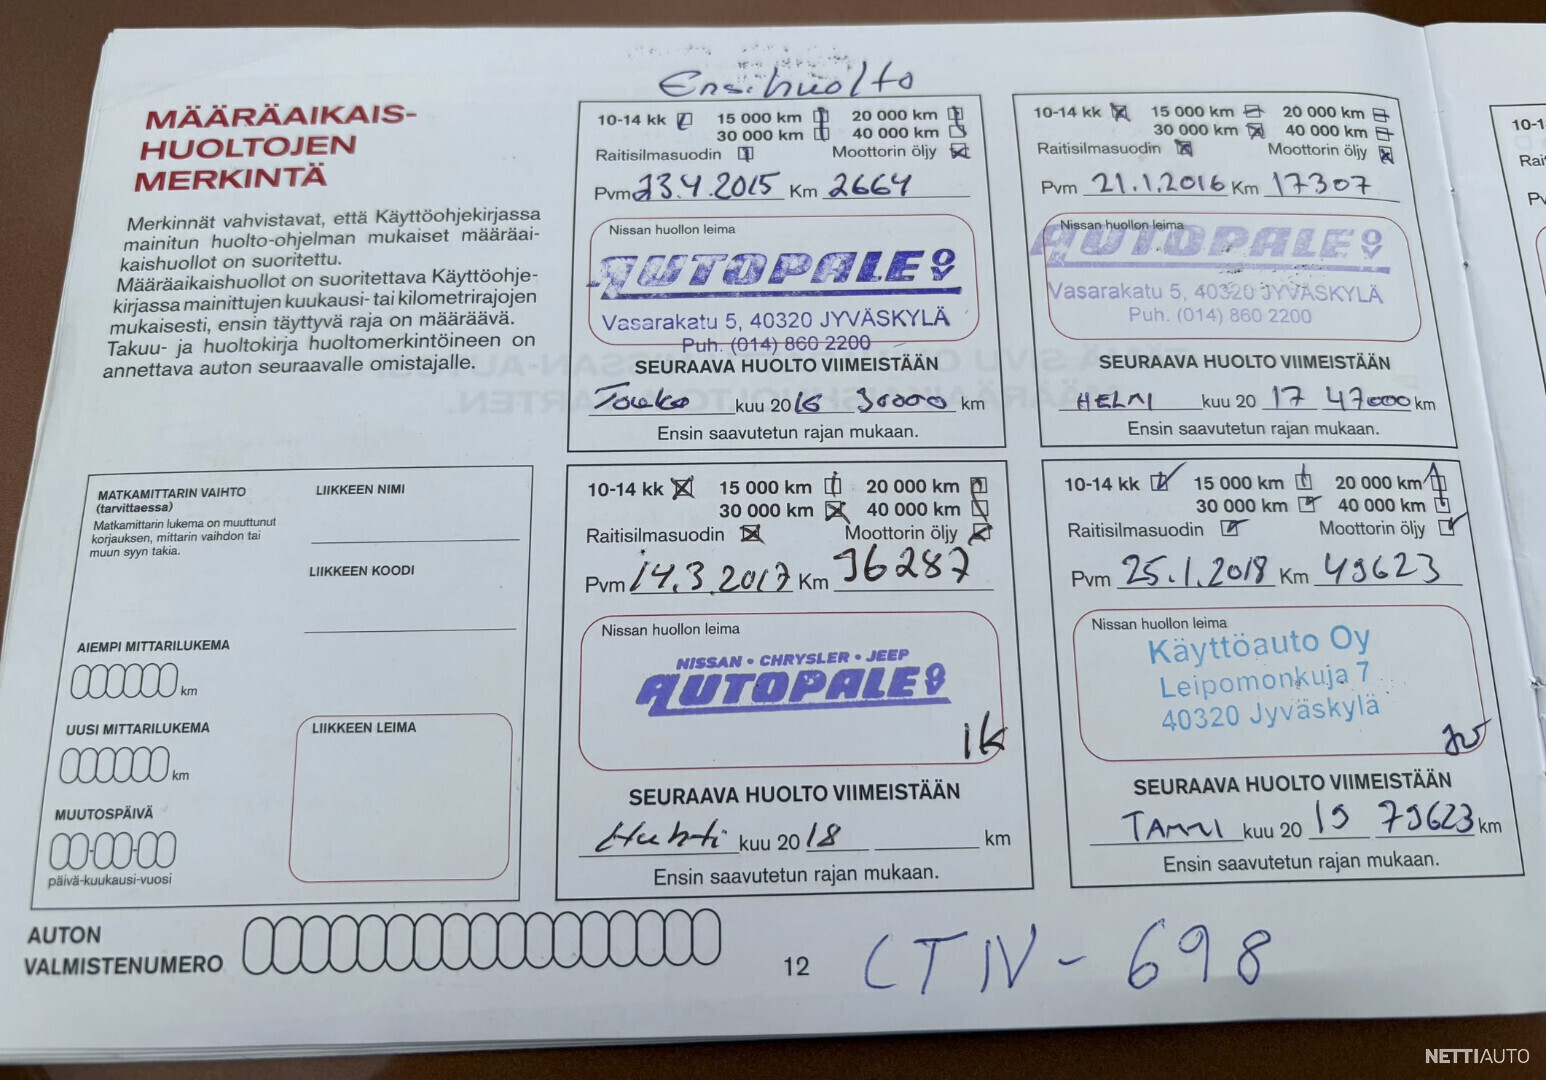 MÄÄRÄAIKAIS-
HUOLTOJEN
MERKINTÄ
Merkinnät vahvistavat, että Käyttöohjekirjassa
mainitun huolto-ohjelman mukaiset määräai-
kaishuollot on suoritettu.
Määräaikaishuollot on suoritettava Käyttöohje-
kirjassa mainittujen kuukausi- tai kilometrirajojen
mukaisesti, ensin täyttyvä raja on määräävä.
Takuu- ja huoltokirja huoltomerkintöineen on
annettava auton seuraavalle omistajalle.
Ensihuolto
10-14 kk 15 000 km 20 000 km
30 000 km 40 000 km
Raitisilmasuodin Moottorin öljy
Pvm 23.4.2015 Km 2664
Nissan huollon leima
AUTOPALVELU
Vasarakatu 5, 40320 JYVÄSKYLÄ
Puh. (014) 860 2200
SEURAAVA HUOLTO VIIMEISTÄÄN
Touko kuu 2016 30000 km
Ensin saavutetun rajan mukaan.
10-14 kk 15 000 km 20 000 km
30 000 km 40 000 km
Raitisilmasuodin Moottorin öljy
Pvm 21.1.2016 Km 17307
Nissan huollon leima
AUTOPALVELU
Vasarakatu 5, 40320 JYVÄSKYLÄ
Puh. (014) 860 2200
SEURAAVA HUOLTO VIIMEISTÄÄN
HELMI kuu 20 17 47000 km
Ensin saavutetun rajan mukaan.
MATKAMITTARIN VAIHTO
(tarvittaessa)
Matkamittarin lukema on muuttunut
korjauksen, mittarin vaihdon tai
muun syyn takia.
LIIKKEEN NIMI
LIIKKEEN KOODI
AIEMPI MITTARILUKEMA
km
UUSI MITTARILUKEMA
km
MUUTOSPÄIVÄ
päivä-kuukausi-vuosi
LIIKKEEN LEIMA
10-14 kk 15 000 km 20 000 km
30 000 km 40 000 km
Raitisilmasuodin Moottorin öljy
Pvm 14.3.2017 Km 36287
Nissan huollon leima
NISSAN • CHRYSLER • JEEP
AUTOPALVELU
IK
SEURAAVA HUOLTO VIIMEISTÄÄN
Huhti kuu 2018 km
Ensin saavutetun rajan mukaan.
10-14 kk 15 000 km 20 000 km
30 000 km 40 000 km
Raitisilmasuodin Moottorin öljy
Pvm 25.1.2018 Km 49623
Nissan huollon leima
Käyttöauto Oy
Leipomonkuja 7
40320 Jyväskylä
SEURAAVA HUOLTO VIIMEISTÄÄN
TAMMI kuu 20 19 79623 km
Ensin saavutetun rajan mukaan.
AUTON
VALMISTENUMERO
12
CTN-698
NETTIAUTO